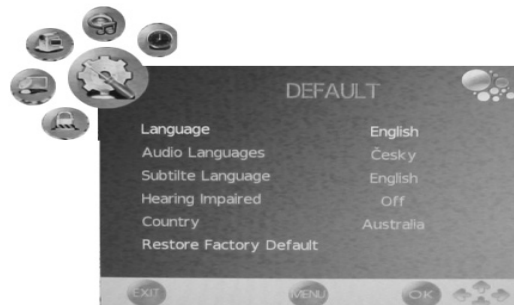 DEFAULT
Language English
Audio Languages Česky
Subtilte Language English
Hearing Impaired Off
Country Australia
Restore Factory Default
EXIT MENU OK